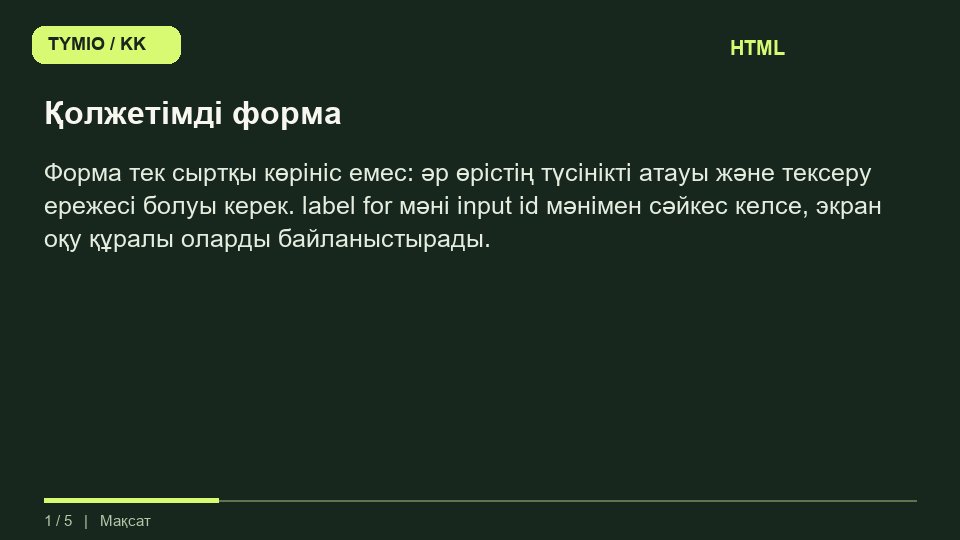 TYMIO / KK
HTML
Қолжетімді форма
Форма тек сыртқы көрініс емес: әр өрістің түсінікті атауы және тексеру
ережесі болуы керек. label for мәні input id мәнімен сәйкес келсе, экран
оқу құралы оларды байланыстырады.
1 / 5 | Мақсат